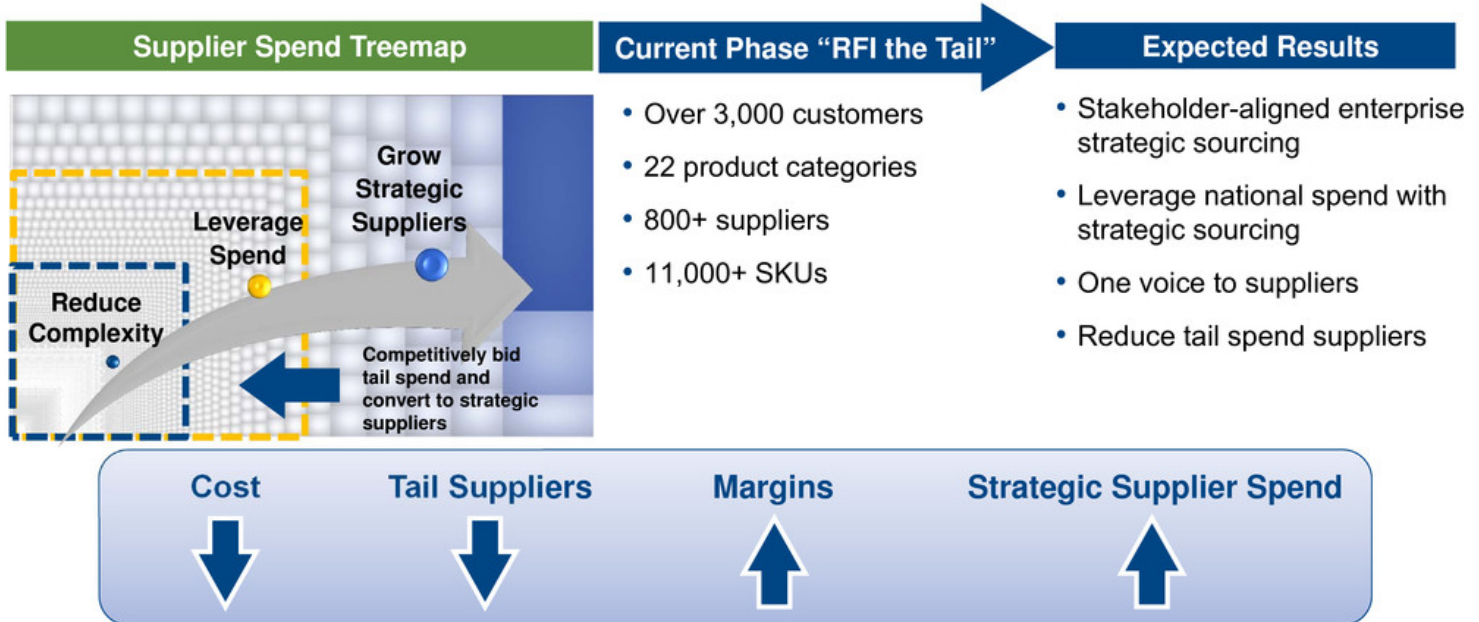 Supplier Spend Treemap
Grow
Strategic
Suppliers
Leverage
Spend
Reduce
Complexity
Competitively bid
tail spend and
convert to strategic
suppliers
Current Phase “RFI the Tail”
• Over 3,000 customers
• 22 product categories
• 800+ suppliers
• 11,000+ SKUs
Expected Results
• Stakeholder-aligned enterprise
strategic sourcing
• Leverage national spend with
strategic sourcing
• One voice to suppliers
• Reduce tail spend suppliers
Cost
Tail Suppliers
Margins
Strategic Supplier Spend